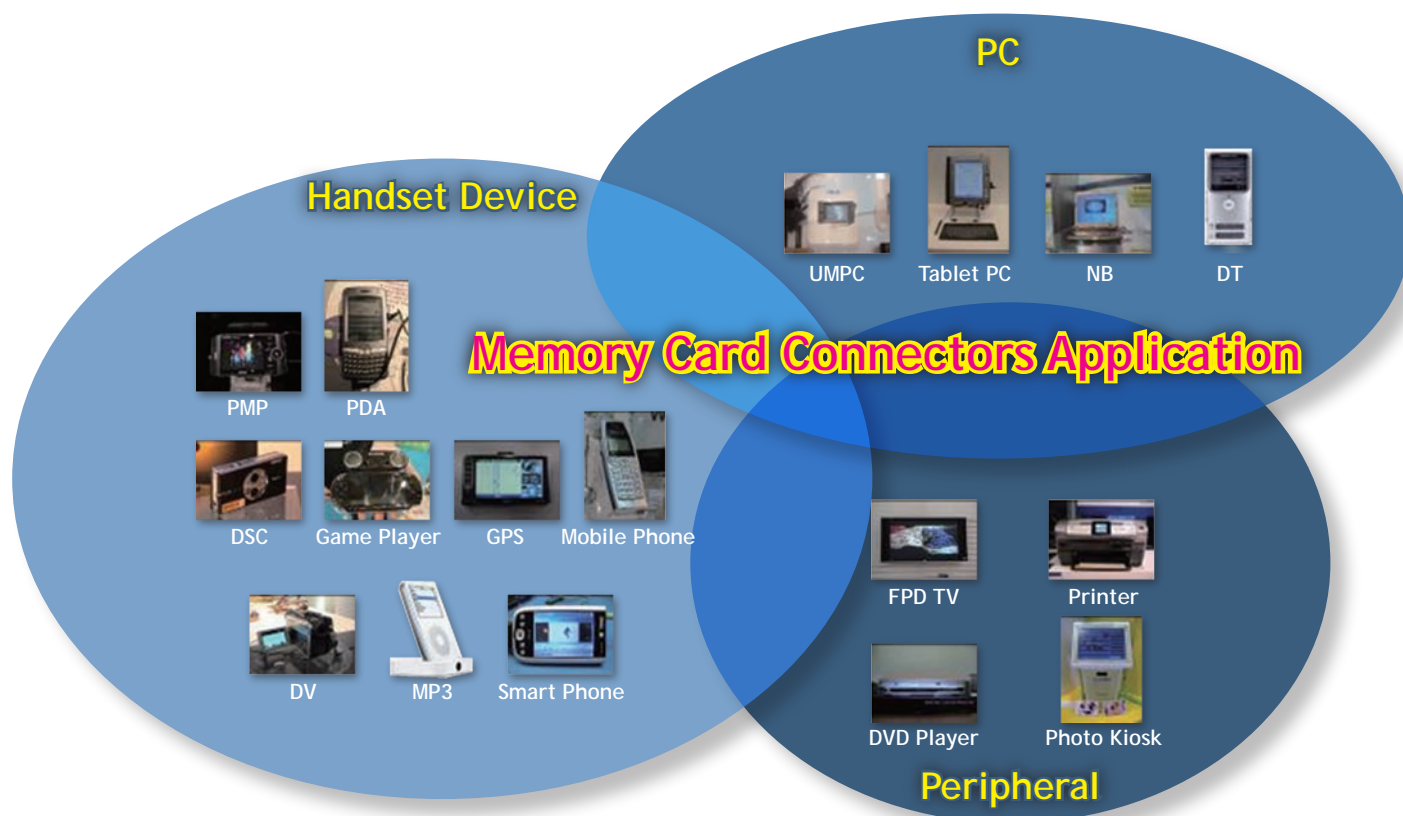 PC
Handset Device
UMPC
Tablet PC
NB
DT
Memory Card Connectors Application
PMP
PDA
DSC
Game Player
GPS
Mobile Phone
FPD TV
Printer
DV
MP3
Smart Phone
DVD Player
Photo Kiosk
Peripheral